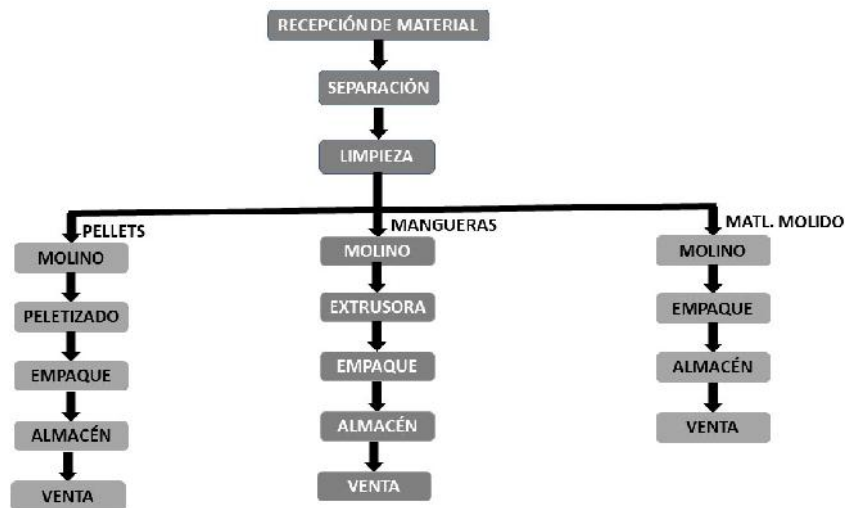 RECEPCIÓN DE MATERIAL
SEPARACIÓN
LIMPIEZA
PELLETS
MOLINO
PELETIZADO
EMPAQUE
ALMACÉN
VENTA
MANGUERAS
MOLINO
EXTRUSORA
EMPAQUE
ALMACÉN
VENTA
MATL. MOLIDO
MOLINO
EMPAQUE
ALMACÉN
VENTA